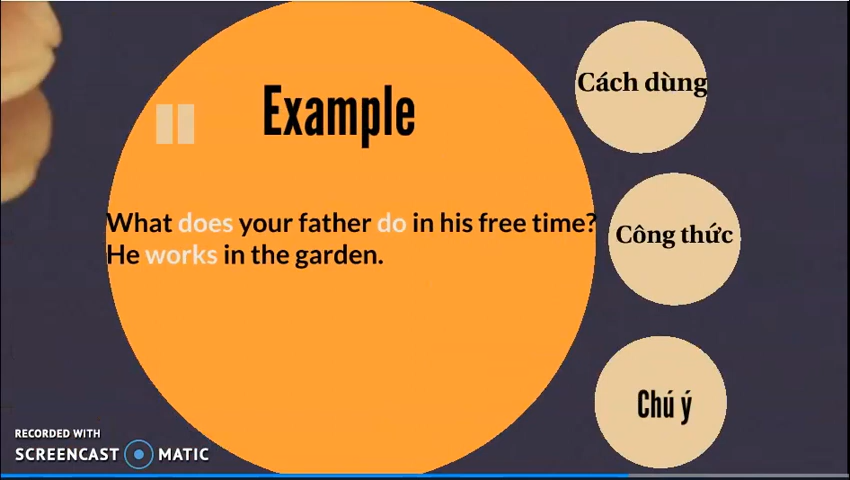 Example
What does your father do in his free time?
He works in the garden.
Cách dùng
Công thức
Chú ý
RECORDED WITH
SCREENCAST MATIC